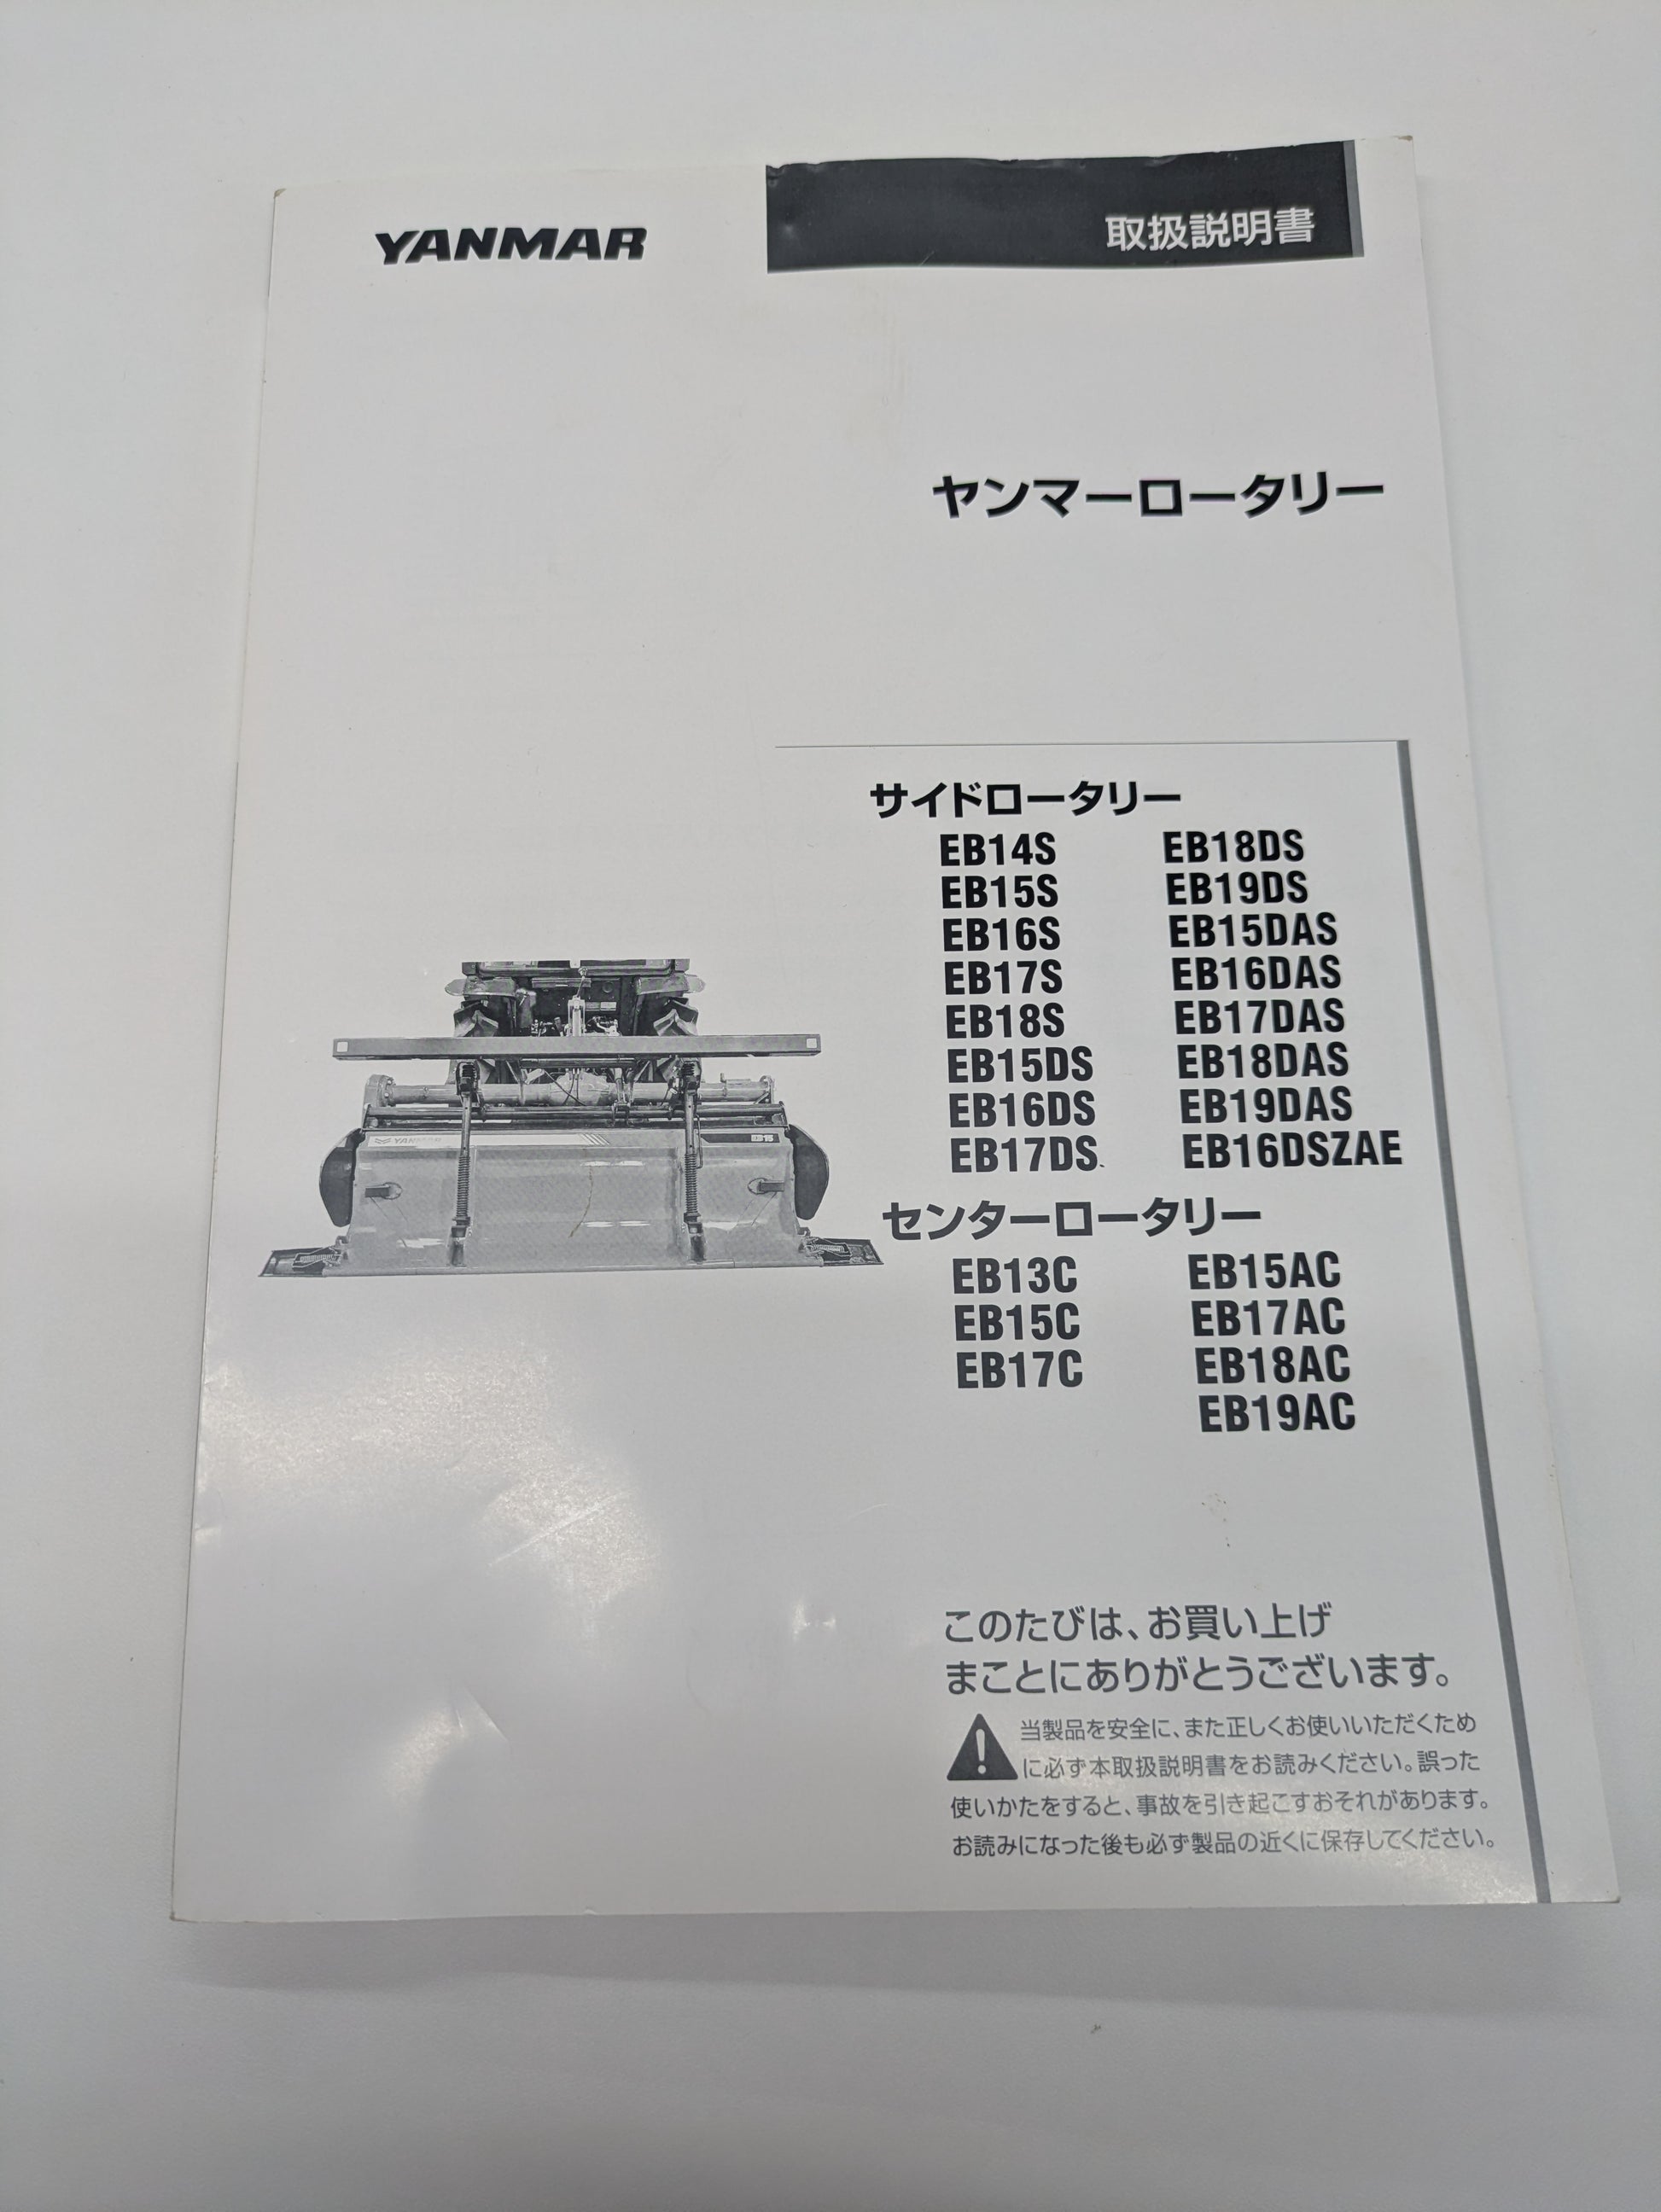 YANMAR
取扱説明書
ヤンマーロータリー
サイドロータリー
EB14S EB18DS
EB15S EB19DS
EB16S EB15DAS
EB17S EB16DAS
EB18S EB17DAS
EB15DS EB18DAS
EB16DS EB19DAS
EB17DS EB16DSZAE
YANMAR
センターロータリー
EB13C EB15AC
EB15C EB17AC
EB17C EB18AC
EB19AC
このたびは、お買い上げ
まことにありがとうございます。
当製品を安全に、また正しくお使いいただくため
に必ず本取扱説明書をお読みください。誤った
使いかたをすると、事故を引き起こすおそれがあります。
お読みになった後も必ず製品の近くに保存してください。